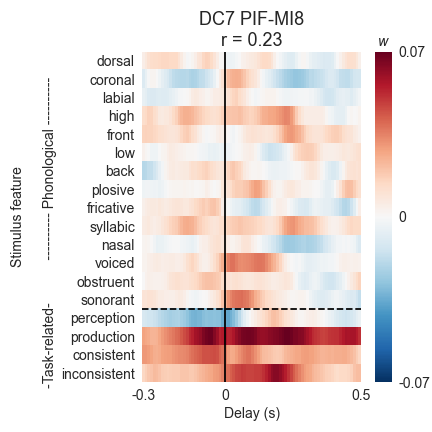 DC7 PIF-MI8
r = 0.23
w
dorsal
coronal
labial
high
front
low
back
plosive
fricative
syllabic
nasal
voiced
obstruent
sonorant
perception
production
consistent
inconsistent
Stimulus feature
---------- Phonological ----------
-Task-related-
-0.3
0
0.5
Delay (s)
0.07
0
-0.07